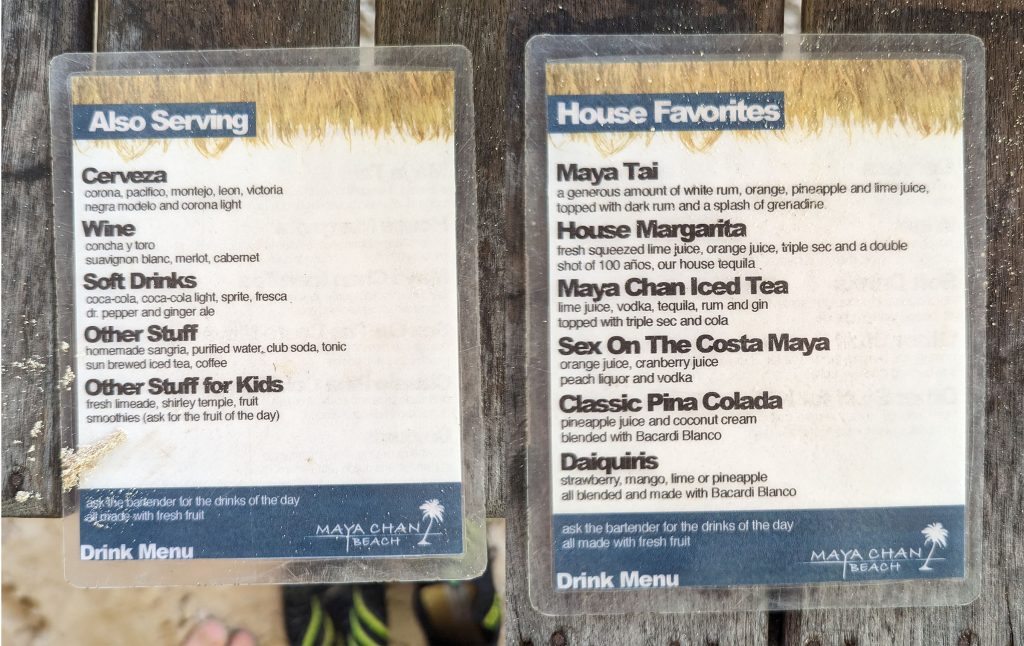 Also Serving
Cerveza
corona, pacifico, montejo, leon, victoria
negra modelo and corona light
Wine
concha y toro
suavignon blanc, merlot, cabernet
Soft Drinks
coca-cola, coca-cola light, sprite, fresca
dr. pepper and ginger ale
Other Stuff
homemade sangria, purified water, club soda, tonic
sun brewed iced tea, coffee
Other Stuff for Kids
fresh limeade, shirley temple, fruit
smoothies (ask for the fruit of the day)
ask the bartender for the drinks of the day
all made with fresh fruit
MAYA CHAN
BEACH
Drink Menu
House Favorites
Maya Tai
a generous amount of white rum, orange, pineapple and lime juice,
topped with dark rum and a splash of grenadine
House Margarita
fresh squeezed lime juice, orange juice, triple sec and a double
shot of 100 años, our house tequila
Maya Chan Iced Tea
lime juice, vodka, tequila, rum and gin
topped with triple sec and cola
Sex On The Costa Maya
orange juice, cranberry juice
peach liquor and vodka
Classic Pina Colada
pineapple juice and coconut cream
blended with Bacardi Blanco
Daiquiris
strawberry, mango, lime or pineapple
all blended and made with Bacardi Blanco
ask the bartender for the drinks of the day
all made with fresh fruit
MAYA CHAN
BEACH
Drink Menu